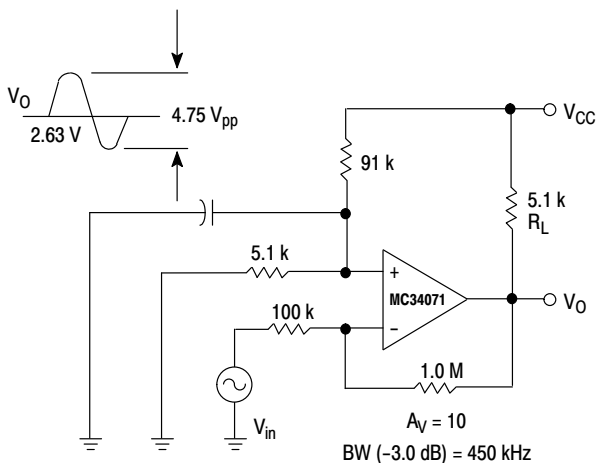 V_O
2.63 V
4.75 V_pp
V_CC
91 k
5.1 k
R_L
5.1 k
+
MC34071
V_O
100 k
−
1.0 M
V_in
A_V = 10
BW (−3.0 dB) = 450 kHz